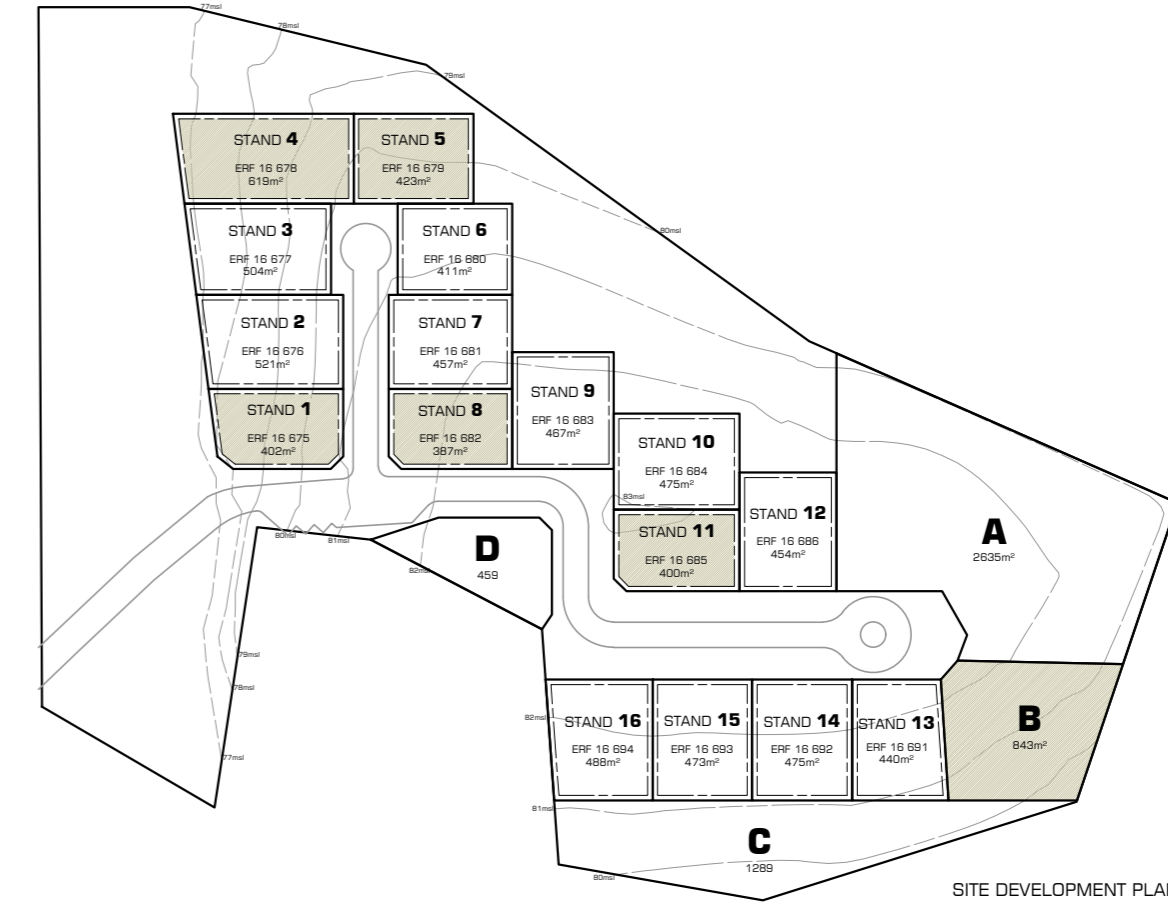 77msl
78msl
79msl
STAND 4
ERF 16 678
619m²
STAND 5
ERF 16 679
423m²
STAND 3
ERF 16 677
504m²
STAND 6
ERF 16 680
411m²
80msl
STAND 2
ERF 16 676
521m²
STAND 7
ERF 16 681
457m²
STAND 1
ERF 16 675
402m²
STAND 8
ERF 16 682
387m²
STAND 9
ERF 16 683
467m²
STAND 10
ERF 16 684
475m²
83msl
STAND 11
ERF 16 685
400m²
STAND 12
ERF 16 686
454m²
A
2635m²
80msl
81msl
82msl
D
459
79msl
78msl
77msl
82msl
STAND 16
ERF 16 694
488m²
STAND 15
ERF 16 693
473m²
STAND 14
ERF 16 692
475m²
STAND 13
ERF 16 691
440m²
B
843m²
81msl
C
1289
80msl
SITE DEVELOPMENT PLAN